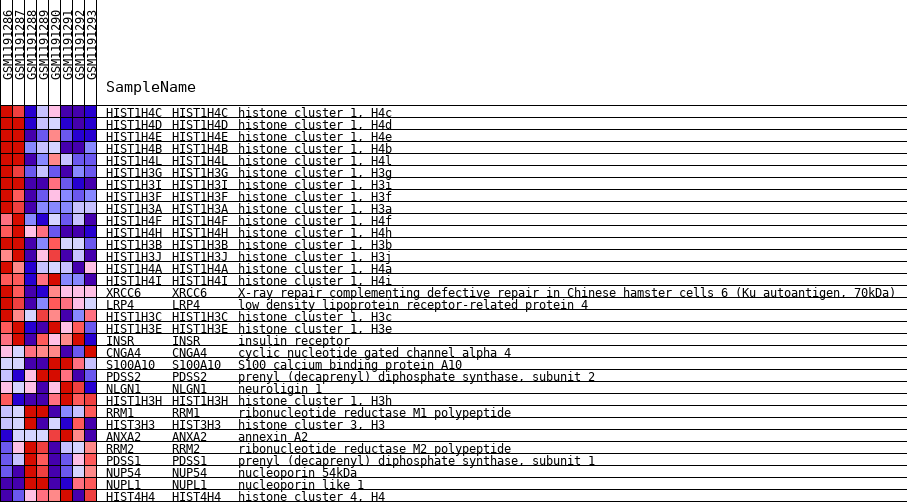 GSM1191286 GSM1191287 GSM1191288 GSM1191289 GSM1191290 GSM1191291 GSM1191292 GSM1191293
SampleName
HIST1H4C HIST1H4C histone cluster 1, H4c
HIST1H4D HIST1H4D histone cluster 1, H4d
HIST1H4E HIST1H4E histone cluster 1, H4e
HIST1H4B HIST1H4B histone cluster 1, H4b
HIST1H4L HIST1H4L histone cluster 1, H4l
HIST1H3G HIST1H3G histone cluster 1, H3g
HIST1H3I HIST1H3I histone cluster 1, H3i
HIST1H3F HIST1H3F histone cluster 1, H3f
HIST1H3A HIST1H3A histone cluster 1, H3a
HIST1H4F HIST1H4F histone cluster 1, H4f
HIST1H4H HIST1H4H histone cluster 1, H4h
HIST1H3B HIST1H3B histone cluster 1, H3b
HIST1H3J HIST1H3J histone cluster 1, H3j
HIST1H4A HIST1H4A histone cluster 1, H4a
HIST1H4I HIST1H4I histone cluster 1, H4i
XRCC6 XRCC6 X-ray repair complementing defective repair in Chinese hamster cells 6 (Ku autoantigen, 70kDa)
LRP4 LRP4 low density lipoprotein receptor-related protein 4
HIST1H3C HIST1H3C histone cluster 1, H3c
HIST1H3E HIST1H3E histone cluster 1, H3e
INSR INSR insulin receptor
CNGA4 CNGA4 cyclic nucleotide gated channel alpha 4
S100A10 S100A10 S100 calcium binding protein A10
PDSS2 PDSS2 prenyl (decaprenyl) diphosphate synthase, subunit 2
NLGN1 NLGN1 neuroligin 1
HIST1H3H HIST1H3H histone cluster 1, H3h
RRM1 RRM1 ribonucleotide reductase M1 polypeptide
HIST3H3 HIST3H3 histone cluster 3, H3
ANXA2 ANXA2 annexin A2
RRM2 RRM2 ribonucleotide reductase M2 polypeptide
PDSS1 PDSS1 prenyl (decaprenyl) diphosphate synthase, subunit 1
NUP54 NUP54 nucleoporin 54kDa
NUPL1 NUPL1 nucleoporin like 1
HIST4H4 HIST4H4 histone cluster 4, H4